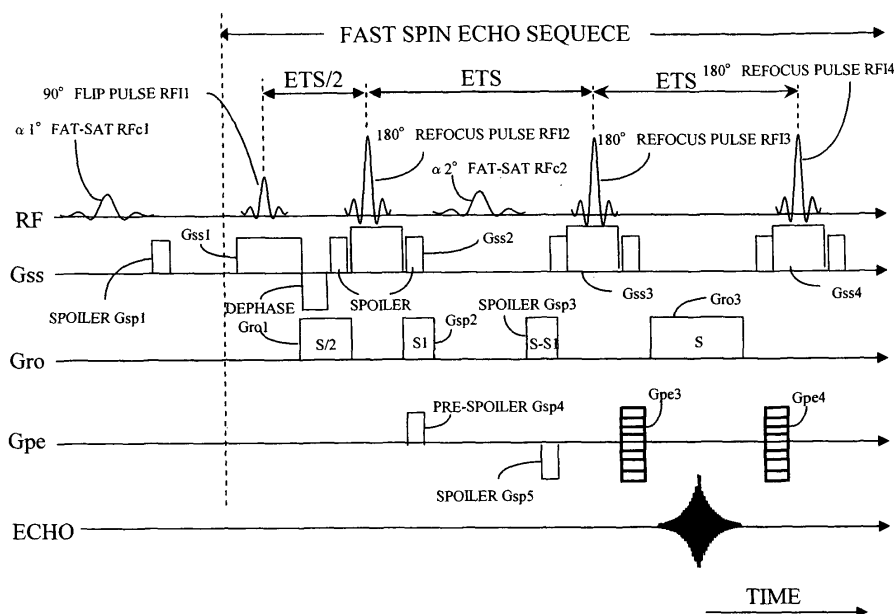 FAST SPIN ECHO SEQUECE
180° REFOCUS PULSE RFI4
ETS/2
ETS
ETS
90° FLIP PULSE RFI1
α1° FAT-SAT RFc1
180° REFOCUS PULSE RFI2
180° REFOCUS PULSE RFI3
α2° FAT-SAT RFc2
RF
Gss1
Gss2
Gss
DEPHASE
SPOILER
Gss3
Gss4
SPOILER Gsp1
Gro1
Gsp2
SPOILER Gsp3
Gro3
S/2
S1
S-S1
S
Gro
Gpe3
Gpe4
PRE-SPOILER Gsp4
Gpe
SPOILER Gsp5
ECHO
TIME